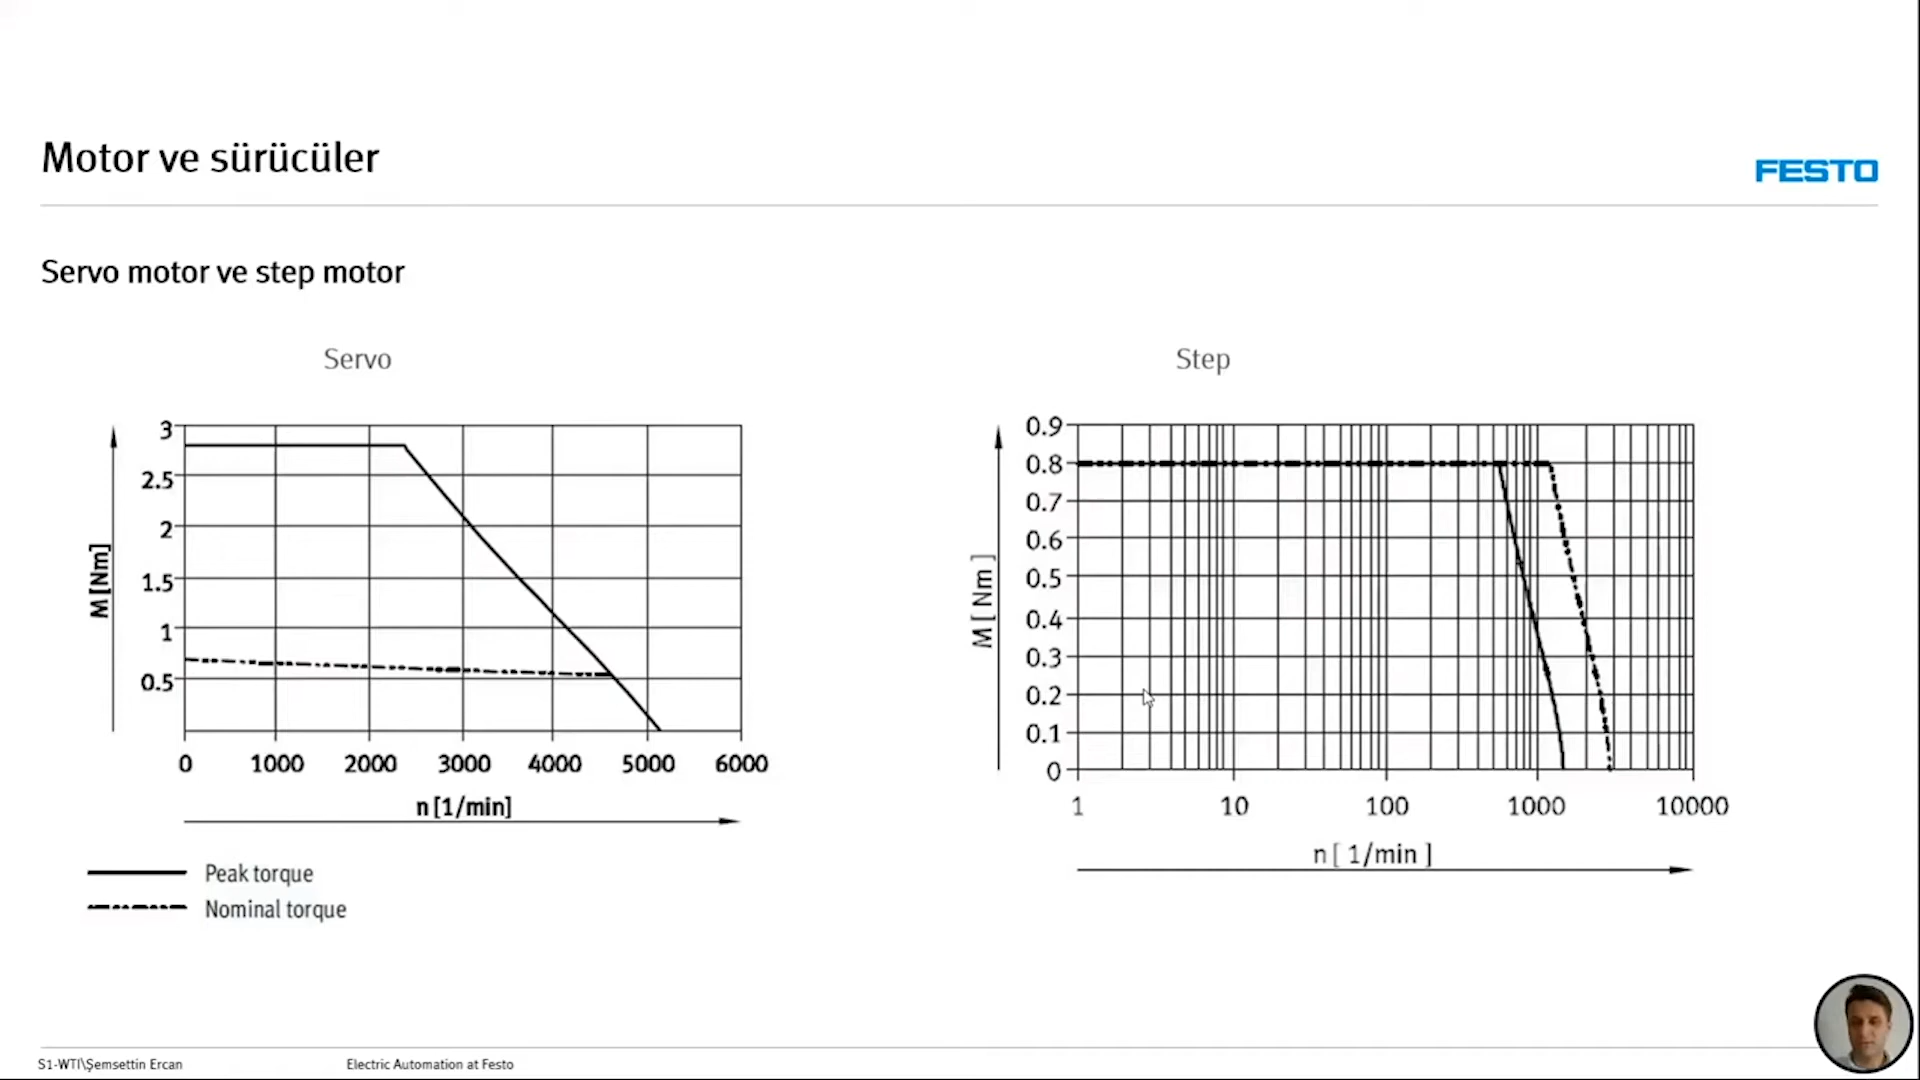 Motor ve sürücüler
FESTO
Servo motor ve step motor
Servo
Step
3
2.5
2
1.5
1
0.5
M [Nm]
0 1000 2000 3000 4000 5000 6000
n [1/min]
Peak torque
Nominal torque
0.9
0.8
0.7
0.6
0.5
0.4
0.3
0.2
0.1
0
M [ Nm ]
1 10 100 1000 10000
n [ 1/min ]
S1-WTI\Şemsettin Ercan
Electric Automation at Festo